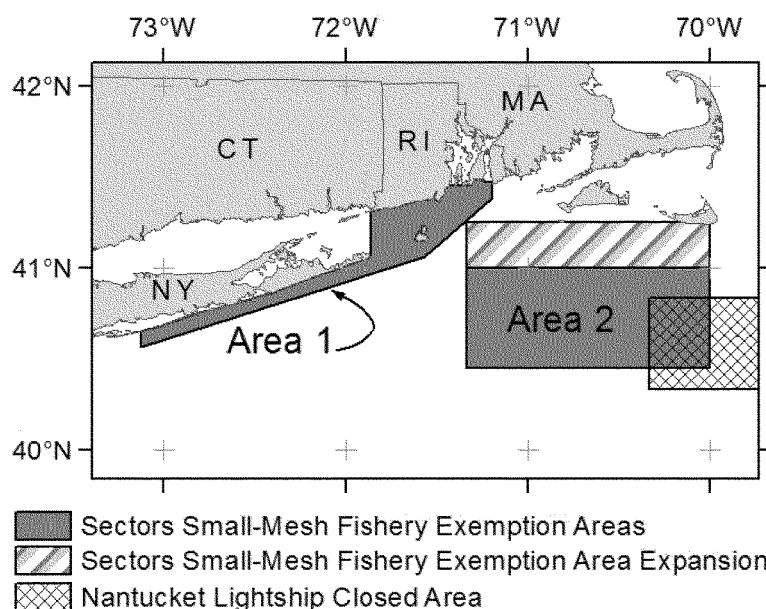 73°W 72°W 71°W 70°W
42°N
MA
RI
CT
41°N
NY
Area 2
Area 1
40°N
Sectors Small-Mesh Fishery Exemption Areas
Sectors Small-Mesh Fishery Exemption Area Expansion
Nantucket Lightship Closed Area